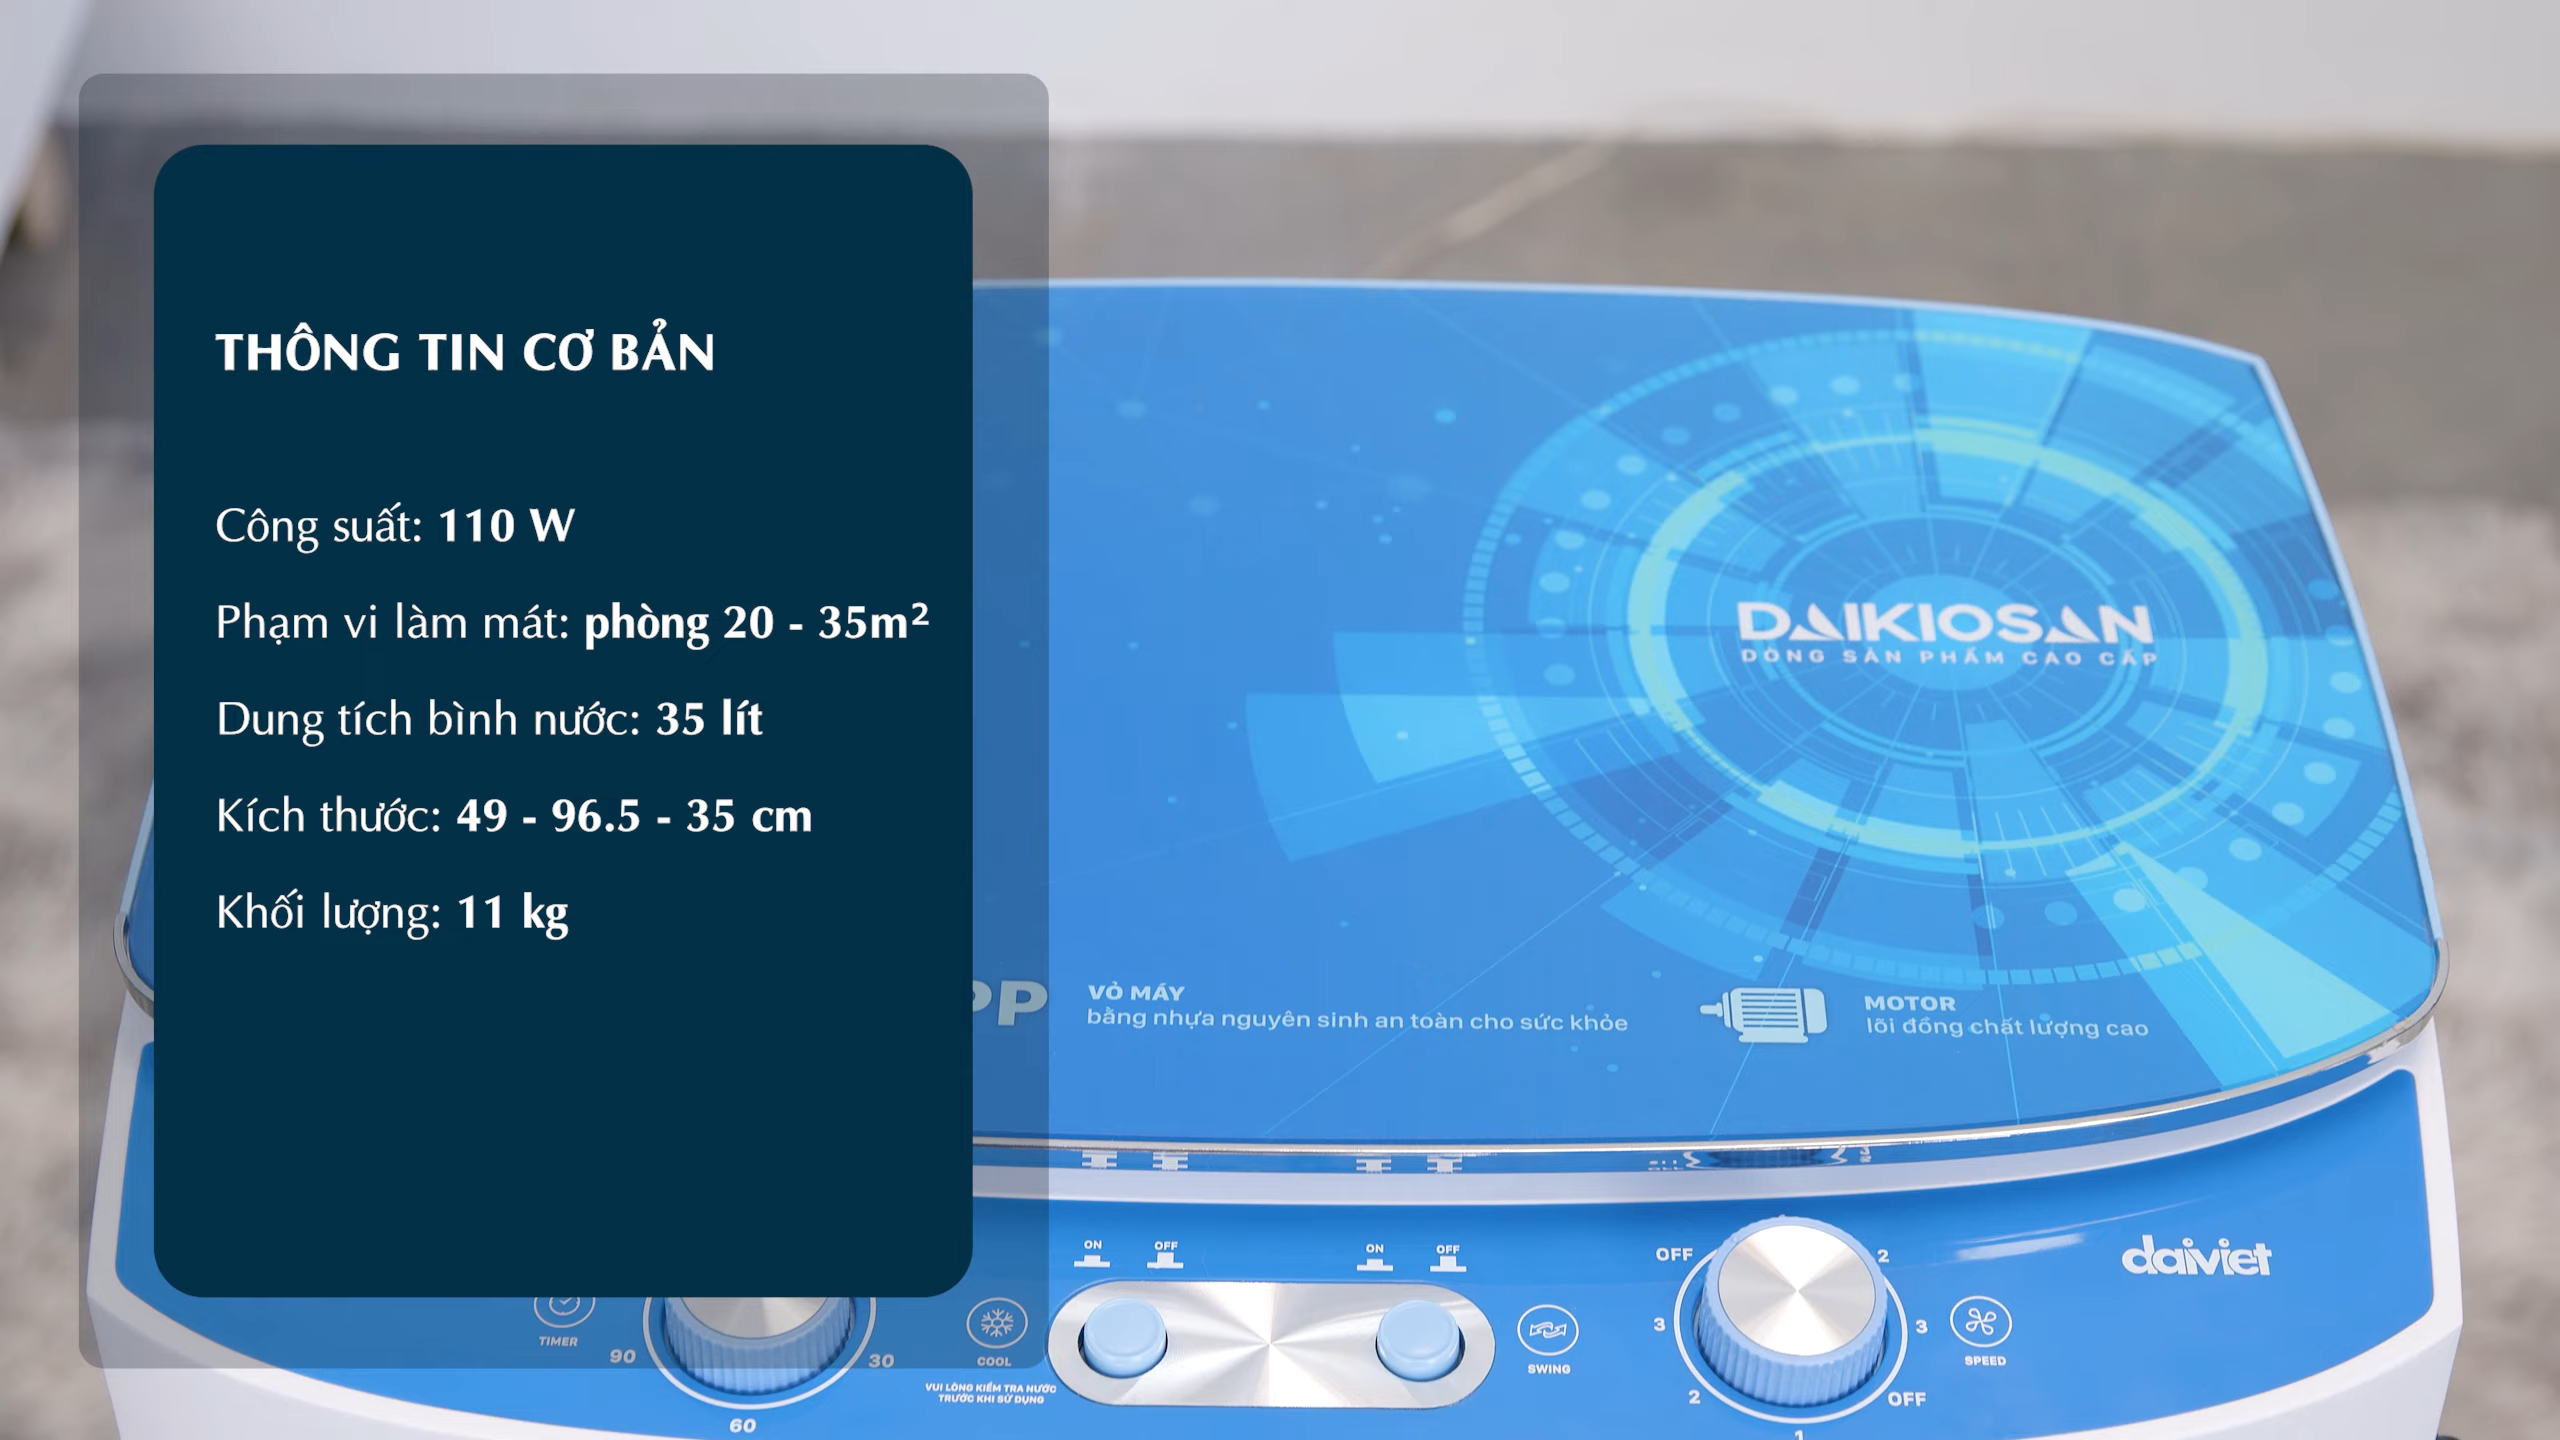 THÔNG TIN CƠ BẢN
Công suất: 110 W
Phạm vi làm mát: phòng 20 - 35m²
Dung tích bình nước: 35 lít
Kích thước: 49 - 96.5 - 35 cm
Khối lượng: 11 kg
DAIKIOSAN
DÒNG SẢN PHẨM CAO CẤP
PP
VỎ MÁY
bằng nhựa nguyên sinh an toàn cho sức khỏe
MOTOR
lõi đồng chất lượng cao
daiviet
ON OFF
ON OFF
TIMER
90
60
30
COOL
VUI LÒNG KIỂM TRA NƯỚC
TRƯỚC KHI SỬ DỤNG
SWING
OFF
2
3
3
2
OFF
1
SPEED